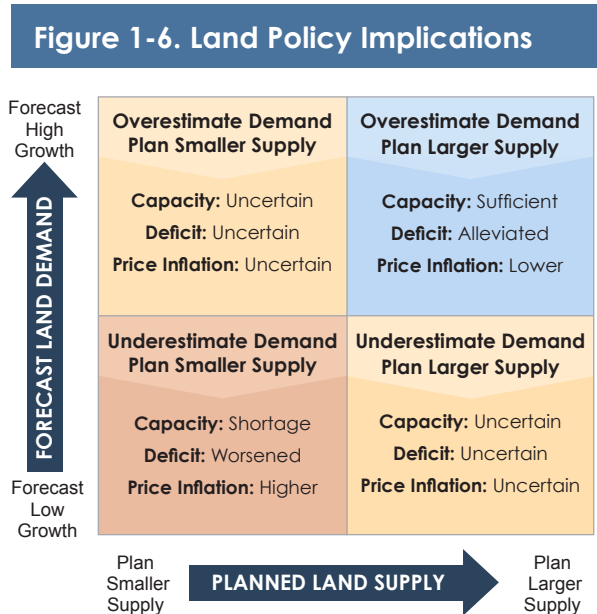 Figure 1-6. Land Policy Implications
Forecast
High
Growth
FORECAST LAND DEMAND
Forecast
Low
Growth
Overestimate Demand
Plan Smaller Supply
Capacity: Uncertain
Deficit: Uncertain
Price Inflation: Uncertain
Overestimate Demand
Plan Larger Supply
Capacity: Sufficient
Deficit: Alleviated
Price Inflation: Lower
Underestimate Demand
Plan Smaller Supply
Capacity: Shortage
Deficit: Worsened
Price Inflation: Higher
Underestimate Demand
Plan Larger Supply
Capacity: Uncertain
Deficit: Uncertain
Price Inflation: Uncertain
Plan
Smaller
Supply
PLANNED LAND SUPPLY
Plan
Larger
Supply